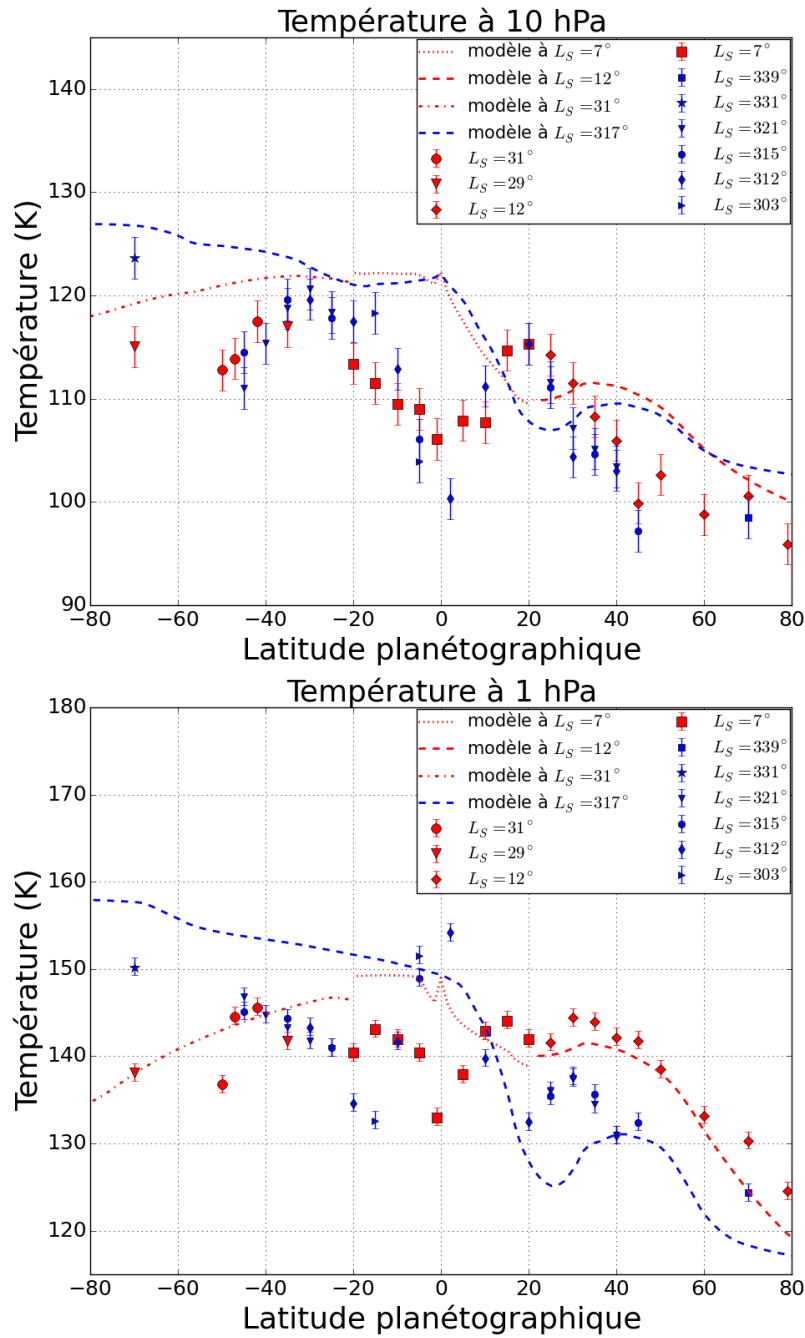 Température à 10 hPa
modèle à L_S =7°
modèle à L_S =12°
modèle à L_S =31°
modèle à L_S =317°
L_S =31°
L_S =29°
L_S =12°
L_S =7°
L_S =339°
L_S =331°
L_S =321°
L_S =315°
L_S =312°
L_S =303°
Température (K)
140
130
120
110
100
90
−80 −60 −40 −20 0 20 40 60 80
Latitude planétographique
Température à 1 hPa
modèle à L_S =7°
modèle à L_S =12°
modèle à L_S =31°
modèle à L_S =317°
L_S =31°
L_S =29°
L_S =12°
L_S =7°
L_S =339°
L_S =331°
L_S =321°
L_S =315°
L_S =312°
L_S =303°
Température (K)
180
170
160
150
140
130
120
−80 −60 −40 −20 0 20 40 60 80
Latitude planétographique